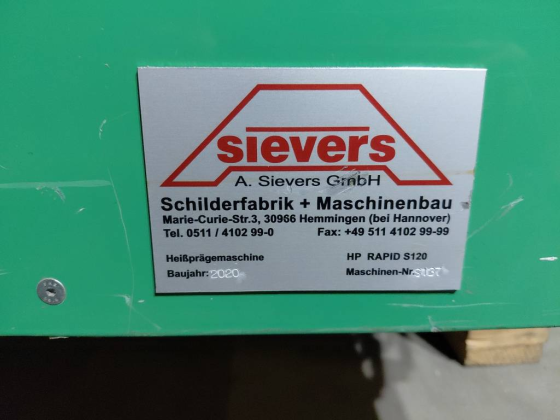 sievers
A. Sievers GmbH
Schilderfabrik + Maschinenbau
Marie-Curie-Str.3, 30966 Hemmingen (bei Hannover)
Tel. 0511 / 4102 99-0 Fax: +49 511 4102 99-99
Heißprägemaschine HP RAPID S120
Baujahr: 2020 Maschinen-Nr.